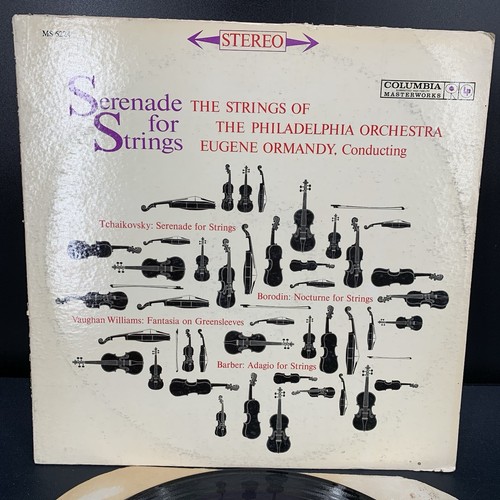 STEREO
COLUMBIA
MASTERWORKS
Serenade
for
Strings
THE STRINGS OF
THE PHILADELPHIA ORCHESTRA
EUGENE ORMANDY, Conducting
Tchaikovsky: Serenade for Strings
Borodin: Nocturne for Strings
Vaughan Williams: Fantasia on Greensleeves
Barber: Adagio for Strings